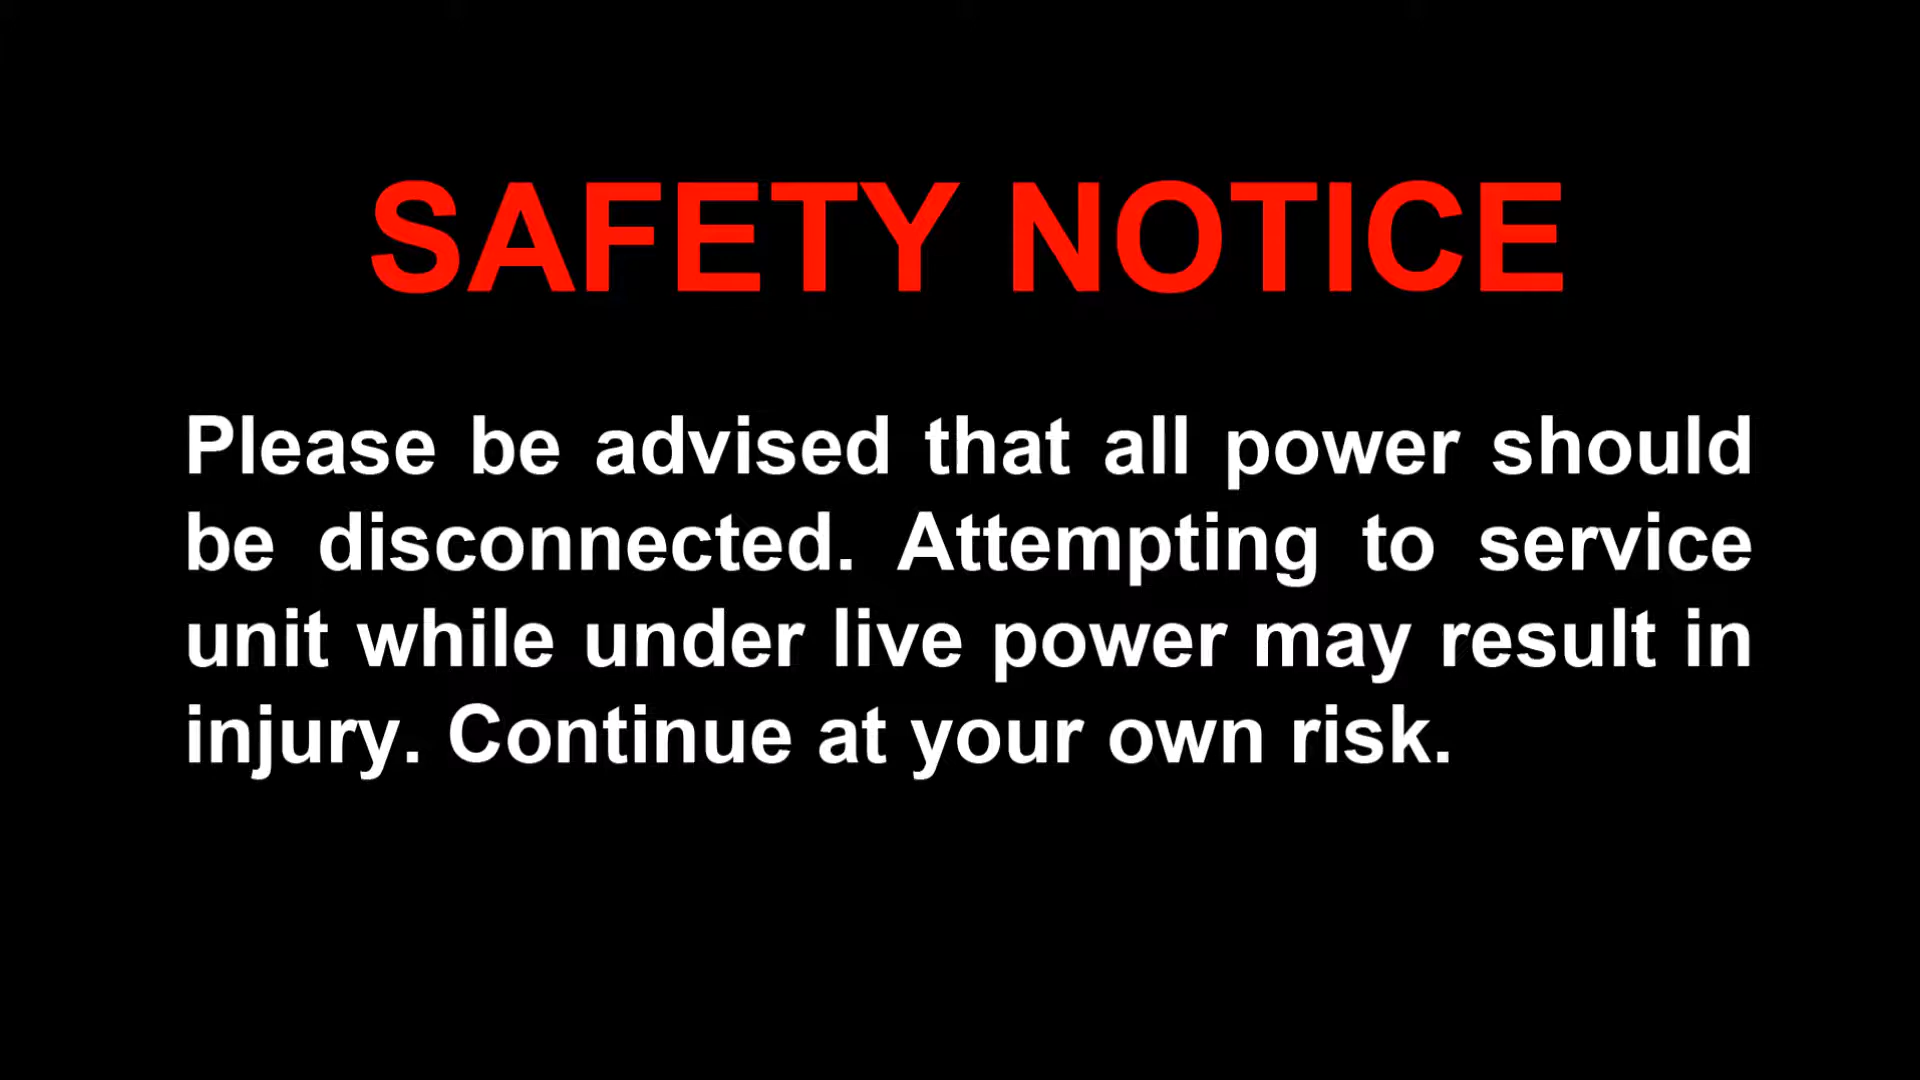 SAFETY NOTICE
Please be advised that all power should
be disconnected. Attempting to service
unit while under live power may result in
injury. Continue at your own risk.